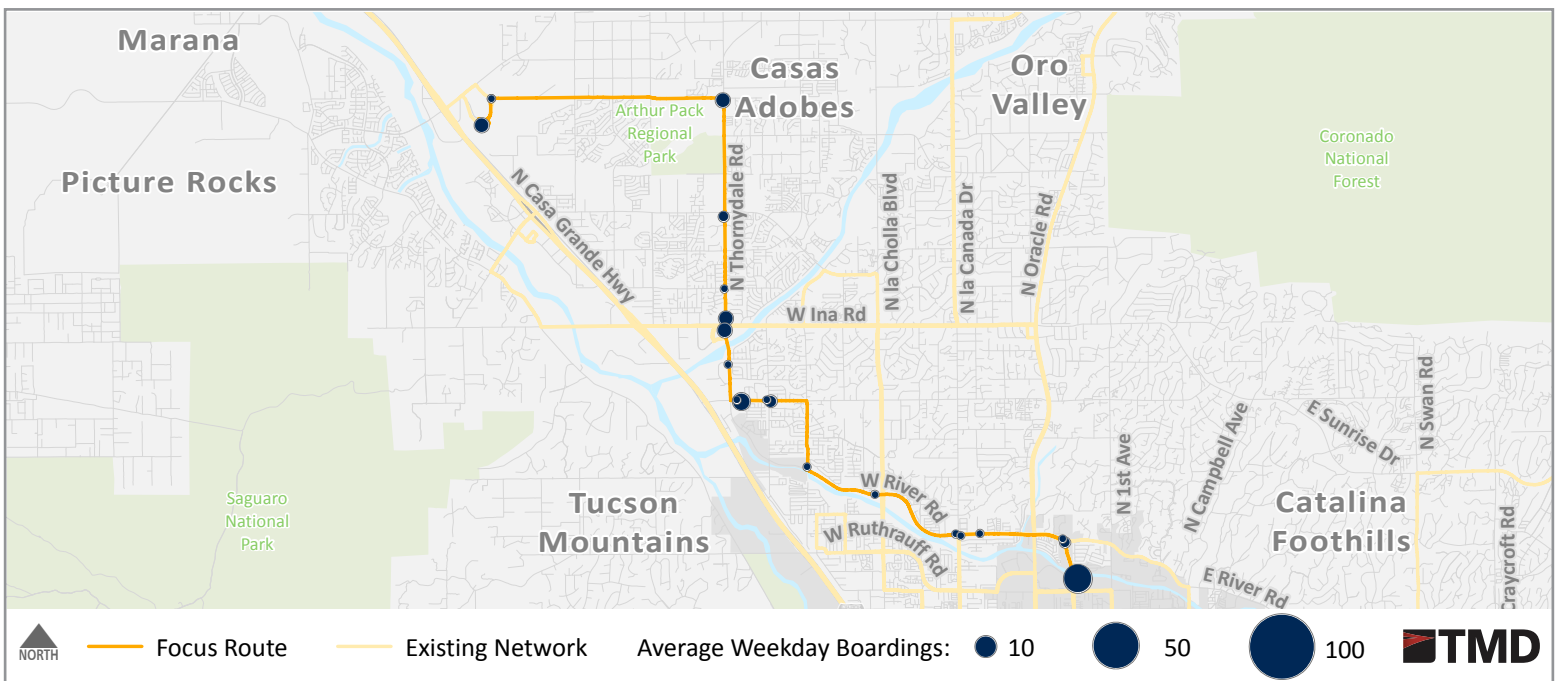 Marana
Casas
Adobes
Oro
Valley
Arthur Pack
Regional
Park
Coronado
National
Forest
Picture Rocks
N Casa Grande Hwy
N Thornydale Rd
N la Cholla Blvd
N la Canada Dr
N Oracle Rd
W Ina Rd
N Swan Rd
E Sunrise Dr
N Campbell Ave
N 1st Ave
Saguaro
National
Park
Tucson
Mountains
W River Rd
W Ruthrauff Rd
Catalina
Foothills
E River Rd
Craycroft Rd
NORTH
Focus Route
Existing Network
Average Weekday Boardings:
10
50
100
TMD